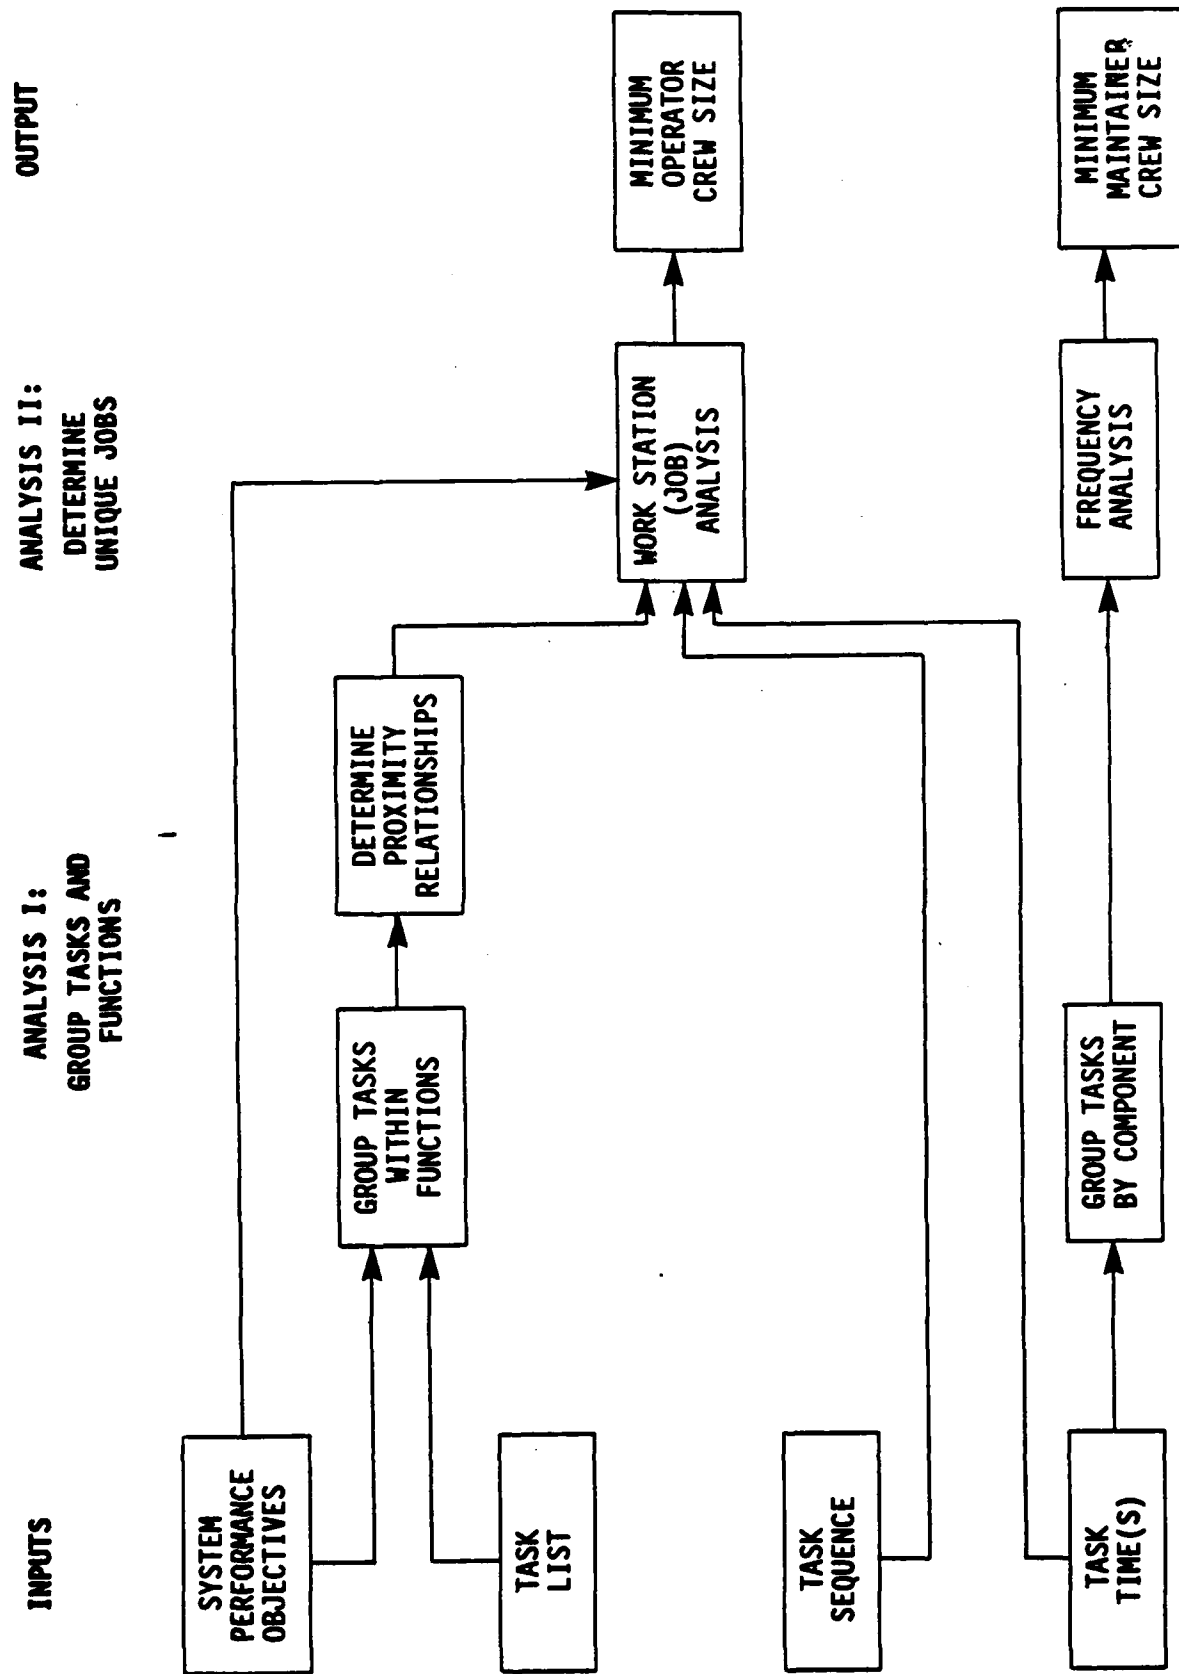 INPUTS
ANALYSIS I:
GROUP TASKS AND
FUNCTIONS
ANALYSIS II:
DETERMINE
UNIQUE JOBS
OUTPUT
SYSTEM
PERFORMANCE
OBJECTIVES
TASK
LIST
TASK
SEQUENCE
TASK
TIME(S)
GROUP TASKS
WITHIN
FUNCTIONS
DETERMINE
PROXIMITY
RELATIONSHIPS
GROUP TASKS
BY COMPONENT
WORK STATION
(JOB)
ANALYSIS
FREQUENCY
ANALYSIS
MINIMUM
OPERATOR
CREW SIZE
MINIMUM
MAINTAINER
CREW SIZE